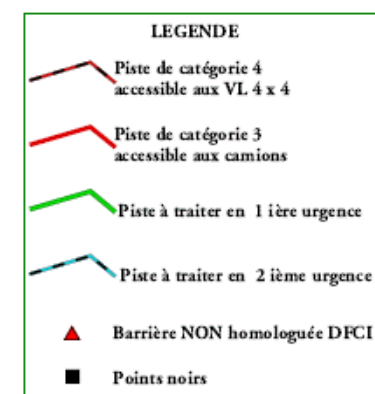 LEGENDE
Piste de catégorie 4
accessible aux VL 4 x 4
Piste de catégorie 3
accessible aux camions
Piste à traiter en 1 ière urgence
Piste à traiter en 2 ième urgence
Barrière NON homologuée DFCI
Points noirs